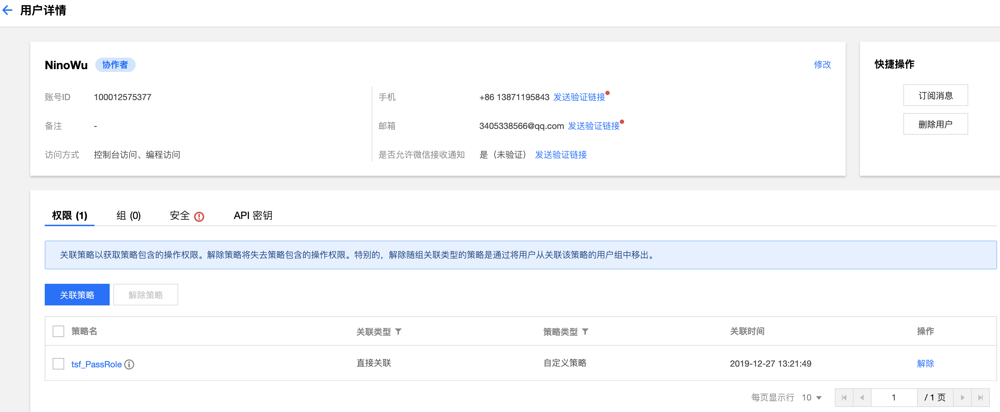 用户详情
NinoWu 协作者 修改
快捷操作
账号ID 100012575377
手机 +86 13871195843 发送验证链接
订阅消息
备注 -
邮箱 3405338566@qq.com 发送验证链接
删除用户
访问方式 控制台访问、编程访问
是否允许微信接收通知 是（未验证） 发送验证链接
权限 (1) 组 (0) 安全 API 密钥
关联策略以获取策略包含的操作权限。解除策略将失去策略包含的操作权限。特别的，解除随组关联类型的策略是通过将用户从关联该策略的用户组中移出。
关联策略 解除策略
策略名 关联类型 策略类型 关联时间 操作
tsf_PassRole 直接关联 自定义策略 2019-12-27 13:21:49 解除
每页显示行 10 1 / 1 页